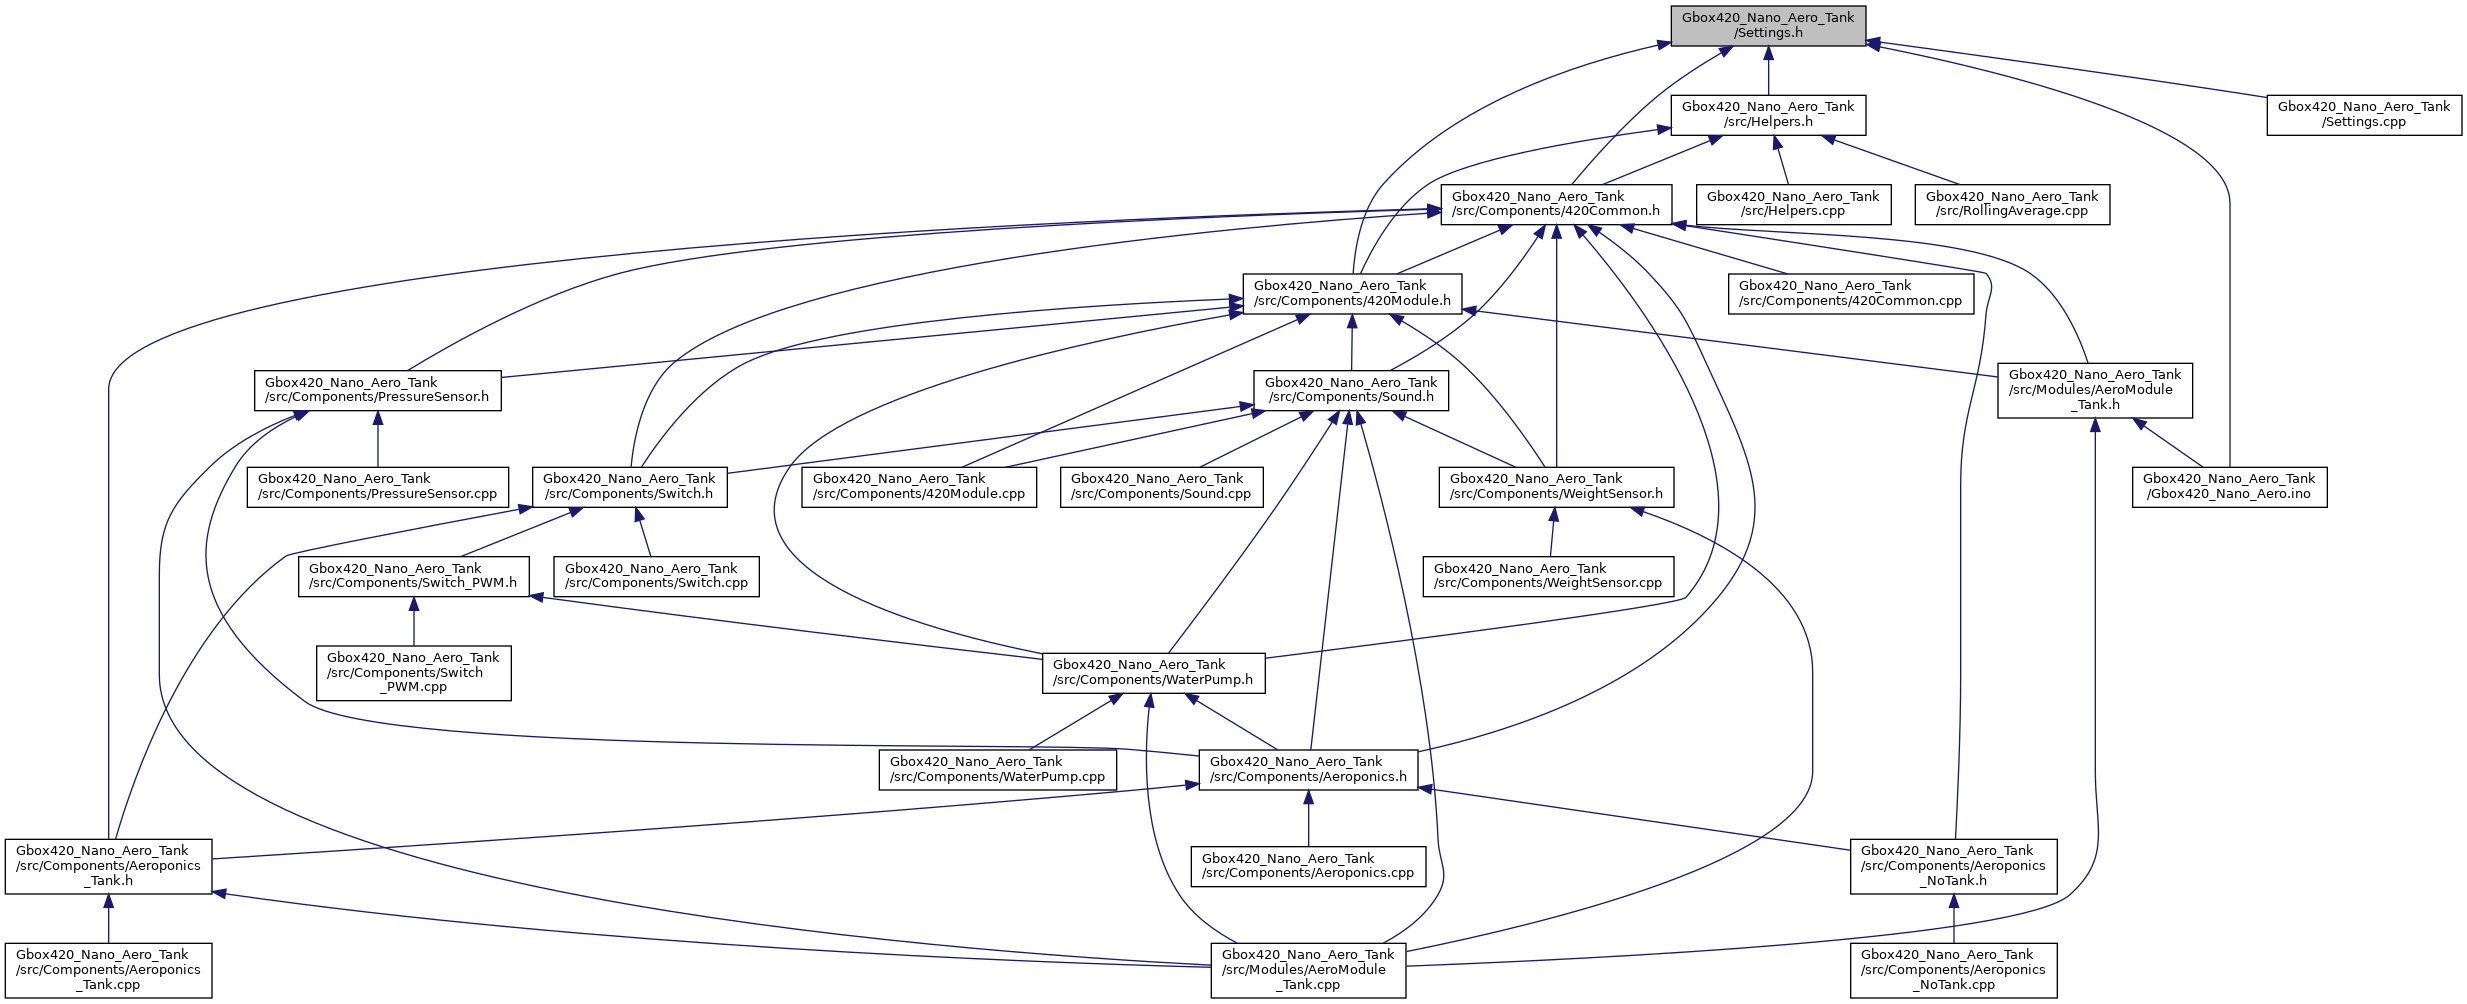 Gbox420_Nano_Aero_Tank
/Settings.h
Gbox420_Nano_Aero_Tank
/src/Helpers.h
Gbox420_Nano_Aero_Tank
/Settings.cpp
Gbox420_Nano_Aero_Tank
/src/Components/420Common.h
Gbox420_Nano_Aero_Tank
/src/Helpers.cpp
Gbox420_Nano_Aero_Tank
/src/RollingAverage.cpp
Gbox420_Nano_Aero_Tank
/src/Components/420Module.h
Gbox420_Nano_Aero_Tank
/src/Components/420Common.cpp
Gbox420_Nano_Aero_Tank
/src/Components/PressureSensor.h
Gbox420_Nano_Aero_Tank
/src/Components/Sound.h
Gbox420_Nano_Aero_Tank
/src/Modules/AeroModule
_Tank.h
Gbox420_Nano_Aero_Tank
/src/Components/PressureSensor.cpp
Gbox420_Nano_Aero_Tank
/src/Components/Switch.h
Gbox420_Nano_Aero_Tank
/src/Components/420Module.cpp
Gbox420_Nano_Aero_Tank
/src/Components/Sound.cpp
Gbox420_Nano_Aero_Tank
/src/Components/WeightSensor.h
Gbox420_Nano_Aero_Tank
/Gbox420_Nano_Aero.ino
Gbox420_Nano_Aero_Tank
/src/Components/Switch_PWM.h
Gbox420_Nano_Aero_Tank
/src/Components/Switch.cpp
Gbox420_Nano_Aero_Tank
/src/Components/WeightSensor.cpp
Gbox420_Nano_Aero_Tank
/src/Components/Switch
_PWM.cpp
Gbox420_Nano_Aero_Tank
/src/Components/WaterPump.h
Gbox420_Nano_Aero_Tank
/src/Components/WaterPump.cpp
Gbox420_Nano_Aero_Tank
/src/Components/Aeroponics.h
Gbox420_Nano_Aero_Tank
/src/Components/Aeroponics
_Tank.h
Gbox420_Nano_Aero_Tank
/src/Components/Aeroponics.cpp
Gbox420_Nano_Aero_Tank
/src/Components/Aeroponics
_NoTank.h
Gbox420_Nano_Aero_Tank
/src/Components/Aeroponics
_Tank.cpp
Gbox420_Nano_Aero_Tank
/src/Modules/AeroModule
_Tank.cpp
Gbox420_Nano_Aero_Tank
/src/Components/Aeroponics
_NoTank.cpp